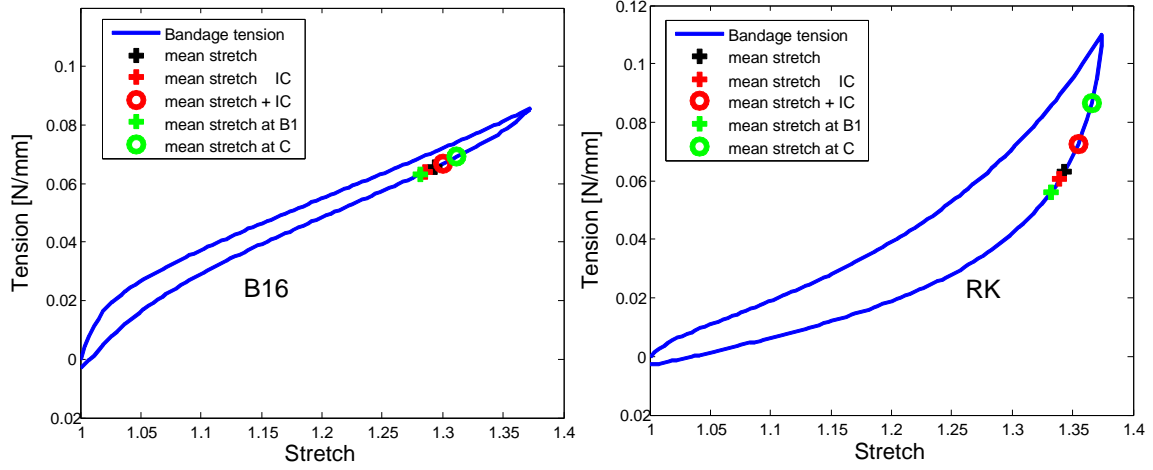 Bandage tension
mean stretch
mean stretch IC
mean stretch + IC
mean stretch at B1
mean stretch at C
0.1
0.08
0.06
0.04
0.02
0
0.02
Tension [N/mm]
B16
1 1.05 1.1 1.15 1.2 1.25 1.3 1.35 1.4
Stretch
Bandage tension
mean stretch
mean stretch IC
mean stretch + IC
mean stretch at B1
mean stretch at C
0.12
0.1
0.08
0.06
0.04
0.02
0
0.02
Tension [N/mm]
RK
1 1.05 1.1 1.15 1.2 1.25 1.3 1.35 1.4
Stretch